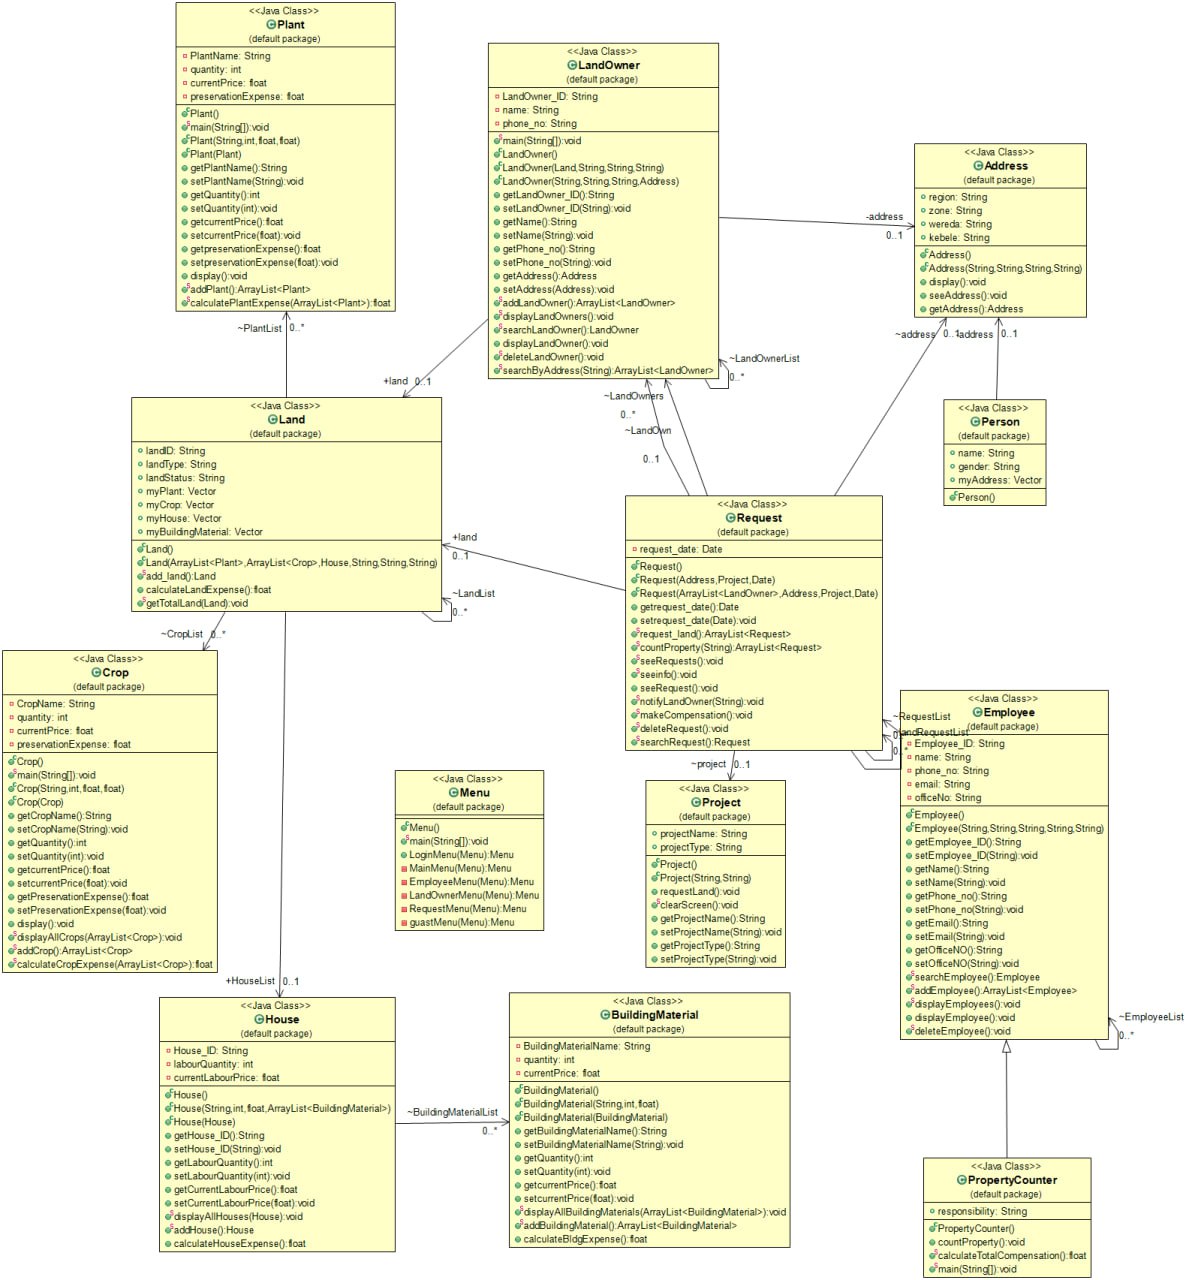 <<Java Class>>
Plant
(default package)
PlantName: String
quantity: int
currentPrice: float
preservationExpense: float
Plant()
main(String[]):void
Plant(String,int,float,float)
Plant(Plant)
getPlantName():String
setPlantName(String):void
getQuantity():int
setQuantity(int):void
getcurrentPrice():float
setcurrentPrice(float):void
getpreservationExpense():float
setpreservationExpense(float):void
display():void
addPlant():ArrayList<Plant>
calculatePlantExpense(ArrayList<Plant>):float
~PlantList 0..*
<<Java Class>>
LandOwner
(default package)
LandOwner_ID: String
name: String
phone_no: String
main(String[]):void
LandOwner()
LandOwner(Land,String,String,String)
LandOwner(String,String,String,Address)
getLandOwner_ID():String
setLandOwner_ID(String):void
getName():String
setName(String):void
getPhone_no():String
setPhone_no(String):void
getAddress():Address
setAddress(Address):void
addLandOwner():ArrayList<LandOwner>
displayLandOwners():void
searchLandOwner():LandOwner
displayLandOwner():void
deleteLandOwner():void
searchByAddress(String):ArrayList<LandOwner>
-address
0..1
~LandOwnerList
0..*
+land 0..1
~LandOwners
0..*
~LandOwn
0..1
<<Java Class>>
Address
(default package)
region: String
zone: String
wereda: String
kebele: String
Address()
Address(String,String,String,String)
display():void
seeAddress():void
getAddress():Address
~address 0..1
address 0..1
<<Java Class>>
Person
(default package)
name: String
gender: String
myAddress: Vector
Person()
<<Java Class>>
Land
(default package)
landID: String
landType: String
landStatus: String
myPlant: Vector
myCrop: Vector
myHouse: Vector
myBuildingMaterial: Vector
Land()
Land(ArrayList<Plant>,ArrayList<Crop>,House,String,String,String)
add_land():Land
calculateLandExpense():float
getTotalLand(Land):void
+land
0..1
~LandList
0..*
~CropList 0..*
<<Java Class>>
Request
(default package)
request_date: Date
Request()
Request(Address,Project,Date)
Request(ArrayList<LandOwner>,Address,Project,Date)
getrequest_date():Date
setrequest_date(Date):void
request_land():ArrayList<Request>
countProperty(String):ArrayList<Request>
seeRequests():void
seeinfo():void
seeRequest():void
notifyLandOwner(String):void
makeCompensation():void
deleteRequest():void
searchRequest():Request
~RequestList
andRequestList
~project 0..1
<<Java Class>>
Crop
(default package)
CropName: String
quantity: int
currentPrice: float
preservationExpense: float
Crop()
main(String[]):void
Crop(String,int,float,float)
Crop(Crop)
getCropName():String
setCropName(String):void
getQuantity():int
setQuantity(int):void
getcurrentPrice():float
setcurrentPrice(float):void
getPreservationExpense():float
setPreservationExpense(float):void
display():void
displayAllCrops(ArrayList<Crop>):void
addCrop():ArrayList<Crop>
calculateCropExpense(ArrayList<Crop>):float
<<Java Class>>
Menu
(default package)
Menu()
main(String[]):void
LoginMenu(Menu):Menu
MainMenu(Menu):Menu
EmployeeMenu(Menu):Menu
LandOwnerMenu(Menu):Menu
RequestMenu(Menu):Menu
guastMenu(Menu):Menu
<<Java Class>>
Project
(default package)
projectName: String
projectType: String
Project()
Project(String,String)
requestLand():void
clearScreen():void
getProjectName():String
setProjectName(String):void
getProjectType():String
setProjectType(String):void
<<Java Class>>
Employee
(default package)
Employee_ID: String
name: String
phone_no: String
email: String
officeNo: String
Employee()
Employee(String,String,String,String,String)
getEmployee_ID():String
setEmployee_ID(String):void
getName():String
setName(String):void
getPhone_no():String
setPhone_no(String):void
getEmail():String
setEmail(String):void
getOfficeNO():String
setOfficeNO(String):void
searchEmployee():Employee
addEmployee():ArrayList<Employee>
displayEmployees():void
displayEmployee():void
deleteEmployee():void
~EmployeeList
0..*
+HouseList 0..1
<<Java Class>>
House
(default package)
House_ID: String
labourQuantity: int
currentLabourPrice: float
House()
House(String,int,float,ArrayList<BuildingMaterial>)
House(House)
getHouse_ID():String
setHouse_ID(String):void
getLabourQuantity():int
setLabourQuantity(int):void
getCurrentLabourPrice():float
setCurrentLabourPrice(float):void
displayAllHouses(House):void
addHouse():House
calculateHouseExpense():float
~BuildingMaterialList
0..*
<<Java Class>>
BuildingMaterial
(default package)
BuildingMaterialName: String
quantity: int
currentPrice: float
BuildingMaterial()
BuildingMaterial(String,int,float)
BuildingMaterial(BuildingMaterial)
getBuildingMaterialName():String
setBuildingMaterialName(String):void
getQuantity():int
setQuantity(int):void
getcurrentPrice():float
setcurrentPrice(float):void
displayAllBuildingMaterials(ArrayList<BuildingMaterial>):void
addBuildingMaterial():ArrayList<BuildingMaterial>
calculateBldgExpense():float
<<Java Class>>
PropertyCounter
(default package)
responsibility: String
PropertyCounter()
countProperty():void
calculateTotalCompensation():float
main(String[]):void